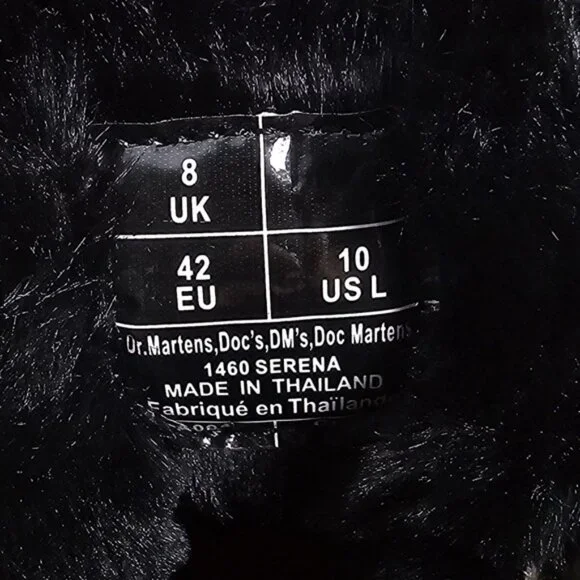 8
UK
42
EU
10
US L
Dr.Martens,Doc's,DM's,Doc Martens
1460 SERENA
MADE IN THAILAND
Fabriqué en Thaïlande